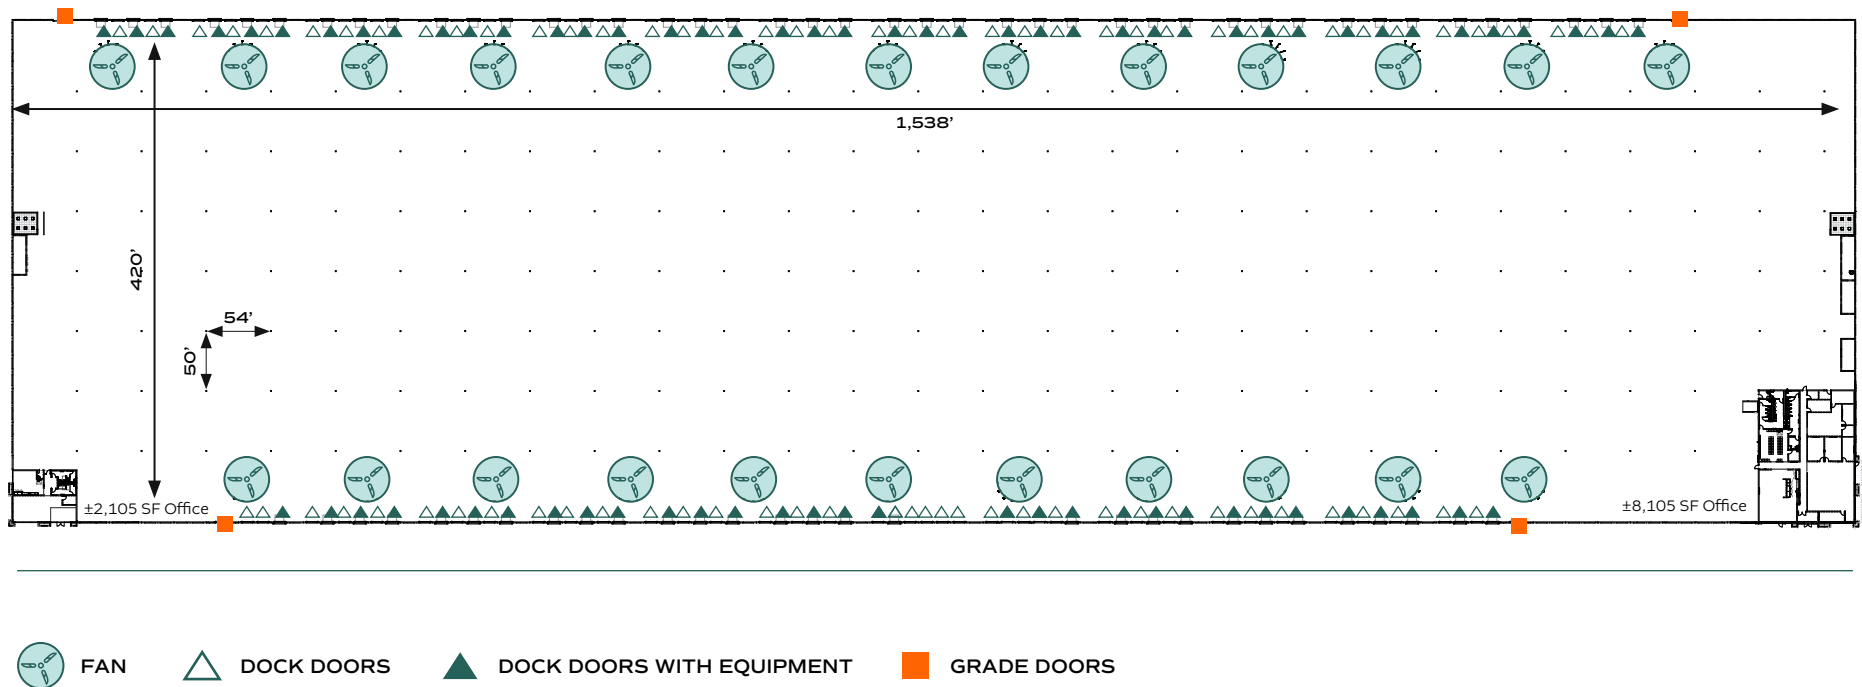 1,538’
420’
54’
50’
±2,105 SF Office
±8,105 SF Office
FAN
DOCK DOORS
DOCK DOORS WITH EQUIPMENT
GRADE DOORS